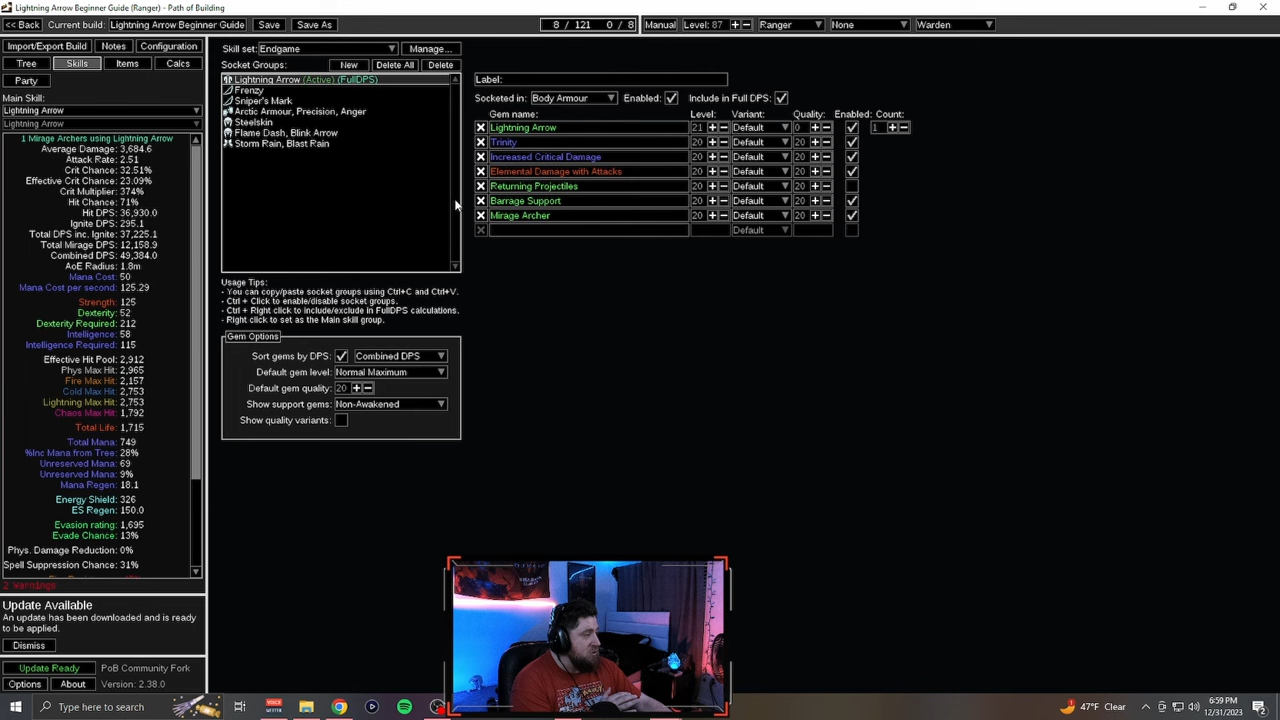 Lightning Arrow Beginner Guide (Ranger) - Path of Building
<< Back Current build: Lightning Arrow Beginner Guide Save Save As 8 / 121 0 / 8 Manual Level: 87 + - Ranger None Warden
Import/Export Build Notes Configuration
Tree Skills Items Calcs
Party
Main Skill:
Lightning Arrow
Lightning Arrow
1 Mirage Archers using Lightning Arrow
Average Damage: 3,684.6
Attack Rate: 2.51
Crit Chance: 32.51%
Effective Crit Chance: 23.09%
Crit Multiplier: 374%
Hit Chance: 71%
Hit DPS: 36,930.0
Ignite DPS: 295.1
Total DPS inc. Ignite: 37,225.1
Total Mirage DPS: 12,158.9
Combined DPS: 49,384.0
AoE Radius: 1.8m
Mana Cost: 50
Mana Cost per second: 125.29
Strength: 125
Dexterity: 52
Dexterity Required: 212
Intelligence: 58
Intelligence Required: 115
Effective Hit Pool: 2,912
Phys Max Hit: 2,965
Fire Max Hit: 2,157
Cold Max Hit: 2,753
Lightning Max Hit: 2,753
Chaos Max Hit: 1,792
Total Life: 1,715
Total Mana: 749
%Inc Mana from Tree: 28%
Unreserved Mana: 69
Unreserved Mana: 9%
Mana Regen: 18.1
Energy Shield: 326
ES Regen: 150.0
Evasion rating: 1,695
Evade Chance: 13%
Phys. Damage Reduction: 0%
Spell Suppression Chance: 31%
2 Warnings
Update Available
An update has been downloaded and is ready
to be applied.
Dismiss
Update Ready PoB Community Fork
Options About Version: 2.38.0
Skill set: Endgame Manage...
Socket Groups: New Delete All Delete
Lightning Arrow (Active) (FullDPS)
Frenzy
Sniper's Mark
Arctic Armour, Precision, Anger
Steelskin
Flame Dash, Blink Arrow
Storm Rain, Blast Rain
Usage Tips:
- You can copy/paste socket groups using Ctrl+C and Ctrl+V.
- Ctrl + Click to enable/disable socket groups.
- Ctrl + Right click to include/exclude in FullDPS calculations.
- Right click to set as the Main skill group.
Gem Options
Sort gems by DPS: Combined DPS
Default gem level: Normal Maximum
Default gem quality: 20 + -
Show support gems: Non-Awakened
Show quality variants:
Label:
Socketed in: Body Armour Enabled: Include in Full DPS:
Gem name: Level: Variant: Quality: Enabled: Count:
Lightning Arrow 21 + - Default 0 + - 1 + -
Trinity 20 + - Default 20 + -
Increased Critical Damage 20 + - Default 20 + -
Elemental Damage with Attacks 20 + - Default 20 + -
Returning Projectiles 20 + - Default 20 + -
Barrage Support 20 + - Default 20 + -
Mirage Archer 20 + - Default 20 + -
Default
Type here to search
47°F Clear
6:59 PM
12/31/2023